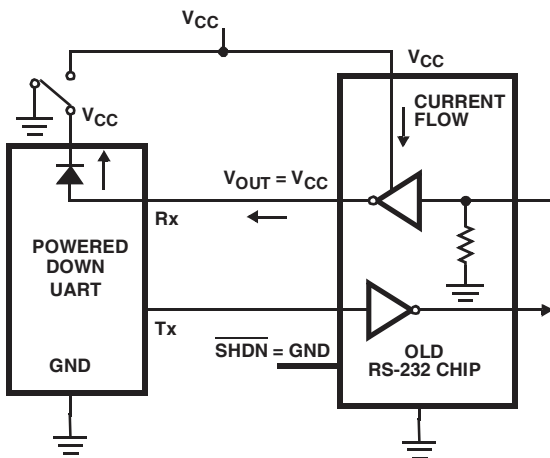 VCC
VCC
VCC
CURRENT
FLOW
VOUT = VCC
Rx
POWERED
DOWN
UART
Tx
SHDN = GND
OLD
RS-232 CHIP
GND